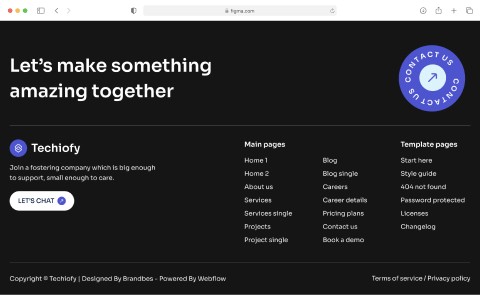 figma.com
Let's make something
amazing together
CONTACT US CONTACT US
Techiofy
Join a fostering company which is big enough
to support, small enough to care.
LET'S CHAT
Main pages
Home 1
Home 2
About us
Services
Services single
Projects
Project single
Blog
Blog single
Careers
Career details
Pricing plans
Contact us
Book a demo
Template pages
Start here
Style guide
404 not found
Password protected
Licenses
Changelog
Copyright © Techiofy | Designed By Brandbes - Powered By Webflow
Terms of service / Privacy policy